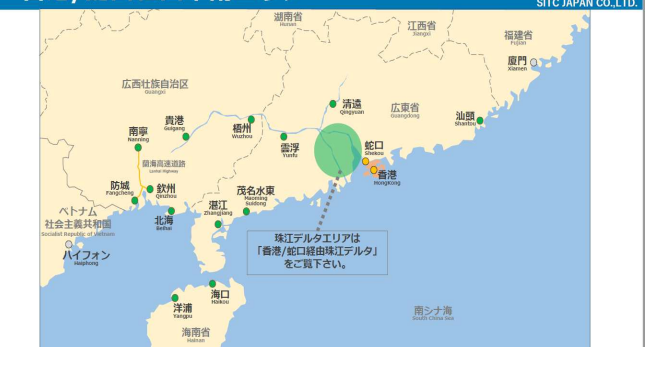 SITC JAPAN CO.,LTD.
湖南省
Hunan
江西省
Jiangxi
福建省
Fujian
廈門
Xiamen
広西壮族自治区
Guangxi
清遠
Qingyuan
広東省
Guangdong
汕頭
Shantou
貴港
Guigang
梧州
Wuzhou
南寧
Nanning
雲浮
Yunfu
蛇口
Shekou
香港
HongKong
蘭海高速道路
Lanhai Highway
防城
Fangcheng
欽州
Qinzhou
茂名水東
Maoming
Suidong
湛江
Zhangjiang
北海
Beihai
ベトナム
社会主義共和国
Socialist Republic of Vietnam
ハイフォン
Haiphong
珠江デルタエリアは
「香港/蛇口経由珠江デルタ」
をご覧下さい。
海口
Haikou
洋浦
Yangpu
海南省
Hainan
南シナ海
South China Sea